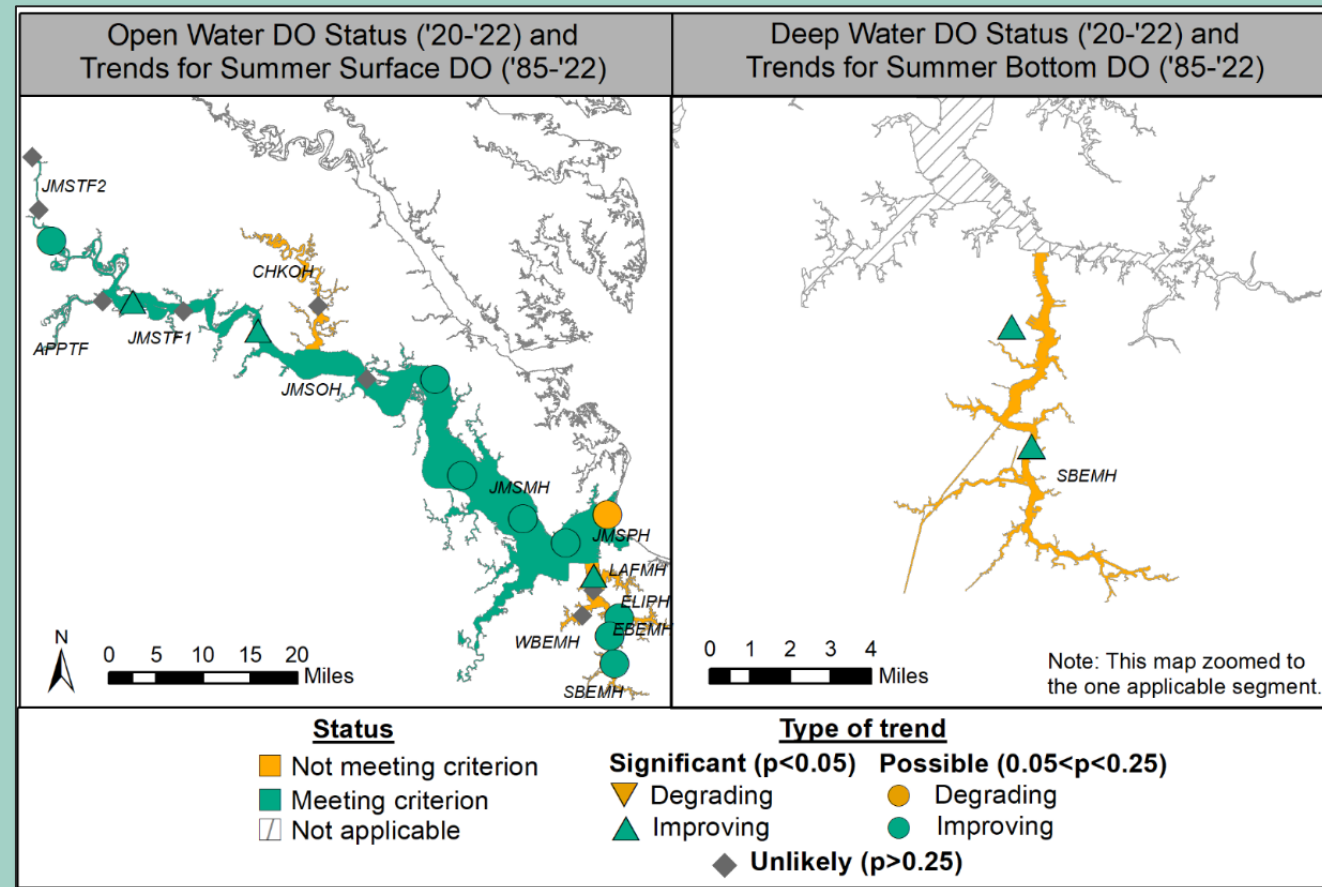 Open Water DO Status ('20-'22) and
Trends for Summer Surface DO ('85-'22)
Deep Water DO Status ('20-'22) and
Trends for Summer Bottom DO ('85-'22)
JMSTF2
CHKOH
APPTF
JMSTF1
JMSOH
JMSMH
JMSPH
LAFMH
ELIPH
WBEMH
EBEMH
SBEMH
N
0 5 10 15 20
Miles
SBEMH
0 1 2 3 4
Miles
Note: This map zoomed to
the one applicable segment.
Status
Not meeting criterion
Meeting criterion
Not applicable
Type of trend
Significant (p<0.05) Possible (0.05<p<0.25)
Degrading Degrading
Improving Improving
Unlikely (p>0.25)